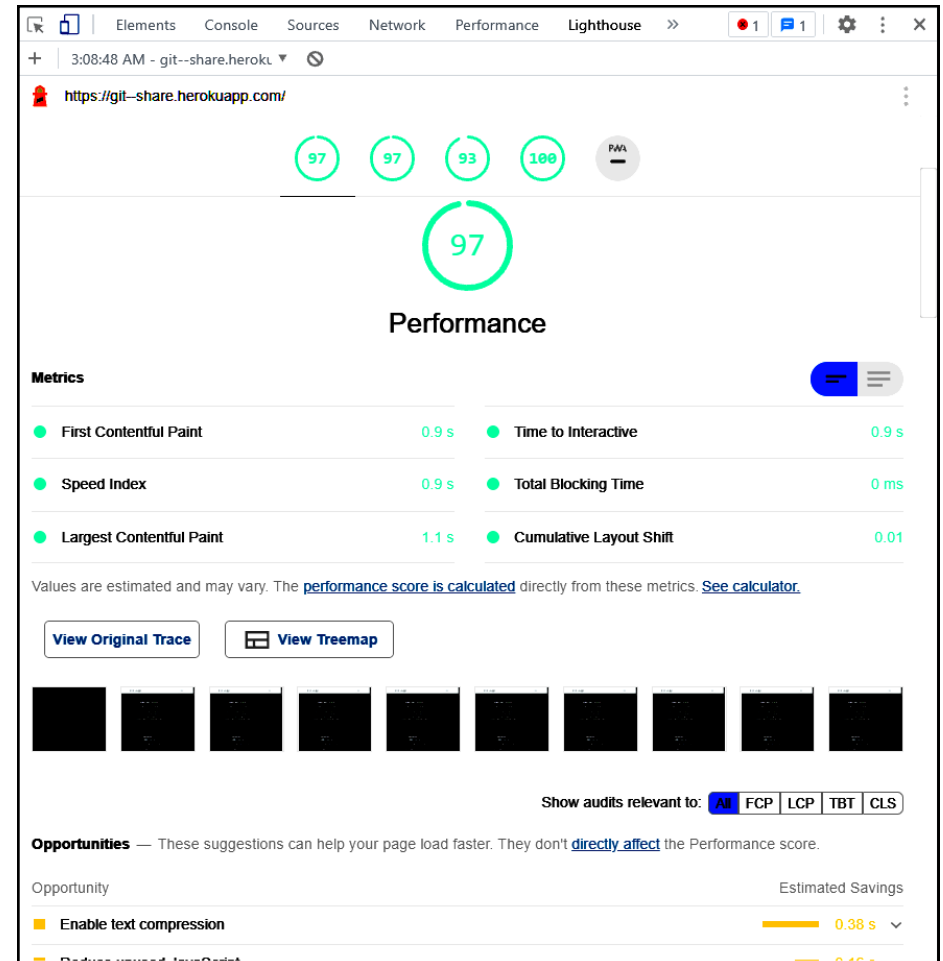 Elements Console Sources Network Performance Lighthouse » 1 1
+ 3:08:48 AM - git--share.heroku ▼
https://git--share.herokuapp.com/
97 97 93 100 PWA
97
Performance
Metrics
First Contentful Paint 0.9 s Time to Interactive 0.9 s
Speed Index 0.9 s Total Blocking Time 0 ms
Largest Contentful Paint 1.1 s Cumulative Layout Shift 0.01
Values are estimated and may vary. The performance score is calculated directly from these metrics. See calculator.
View Original Trace View Treemap
Show audits relevant to: All FCP LCP TBT CLS
Opportunities — These suggestions can help your page load faster. They don't directly affect the Performance score.
Opportunity Estimated Savings
Enable text compression 0.38 s
Reduce unused JavaScript